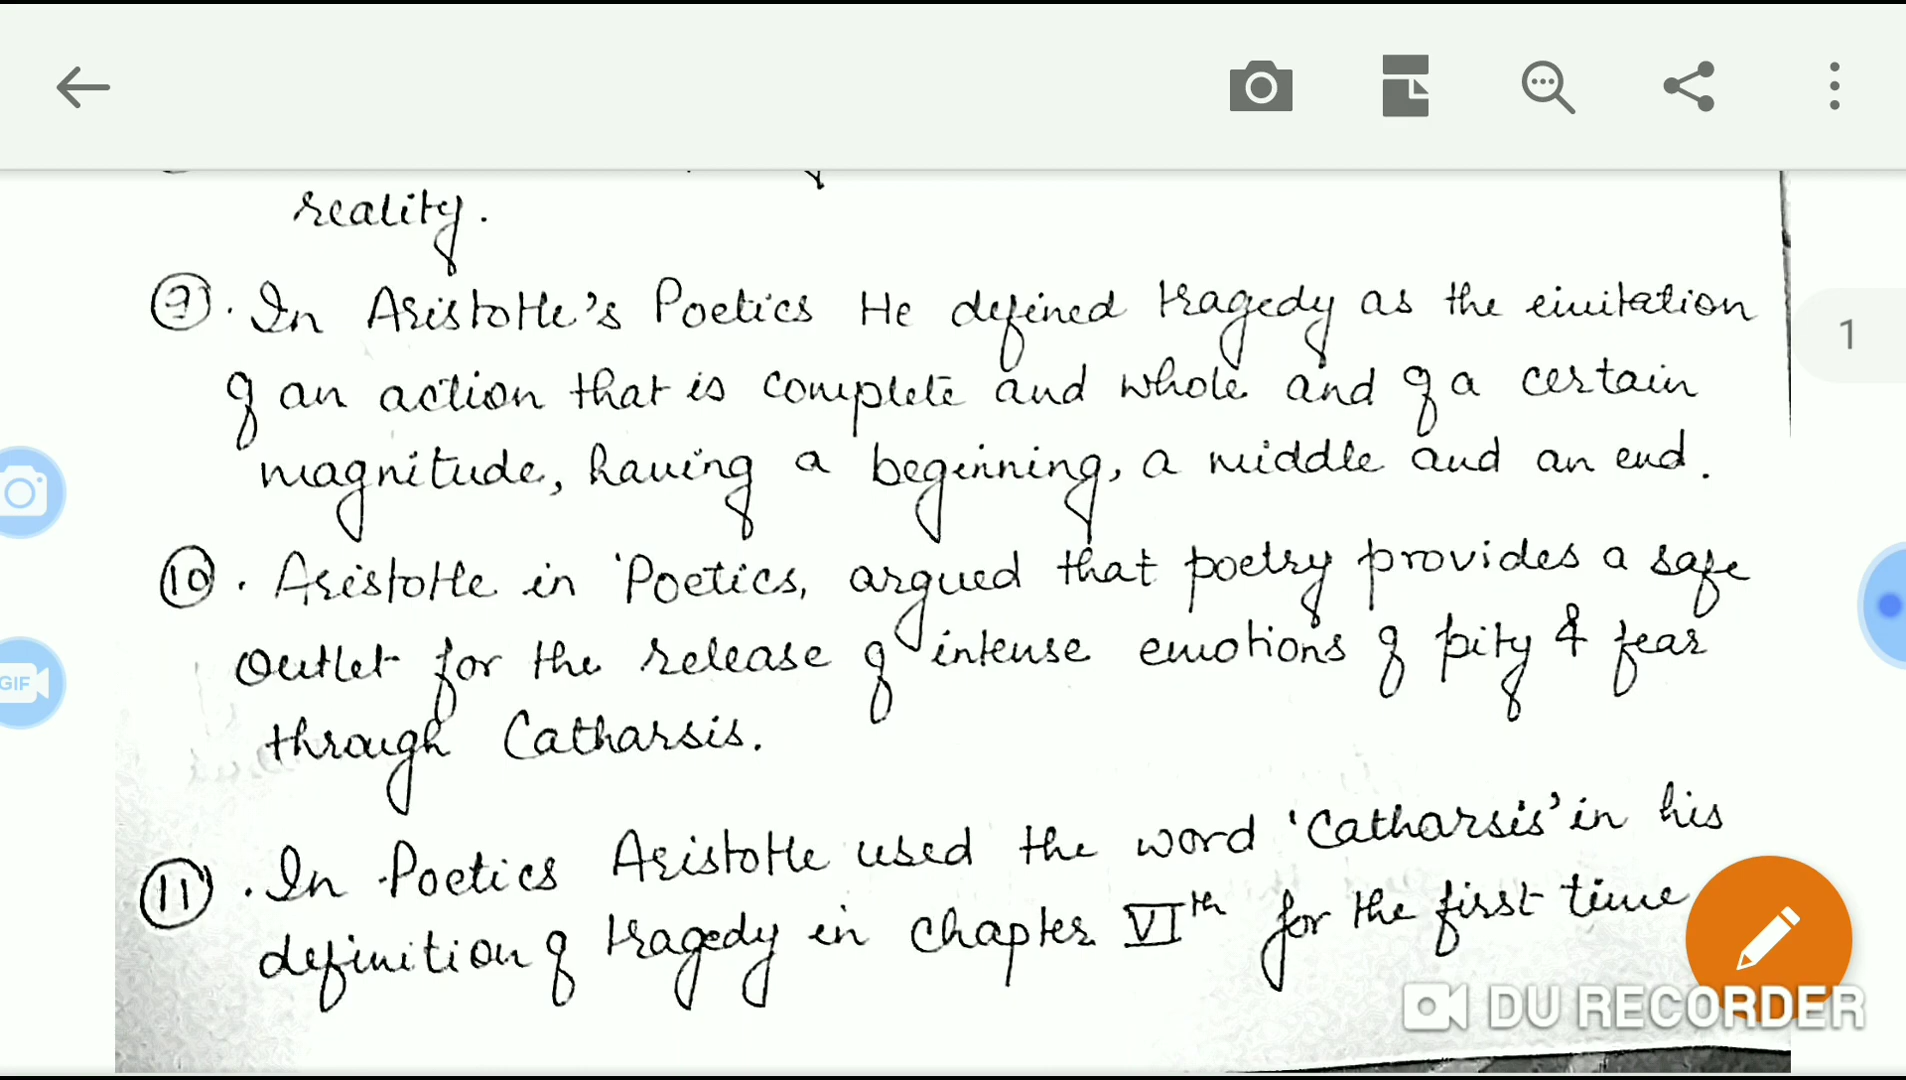 reality.
9. In Aristotle's Poetics He defined tragedy as the imitation
of an action that is complete and whole and of a certain
magnitude, having a beginning, a middle and an end.
10. Aristotle in 'Poetics, argued that poetry provides a safe
Outlet for the release of intense emotions of pity & fear
through Catharsis.
11. In Poetics Aristotle used the word 'Catharsis' in his
definition of tragedy in chapter VIth for the first time
1
GIF
DU RECORDER